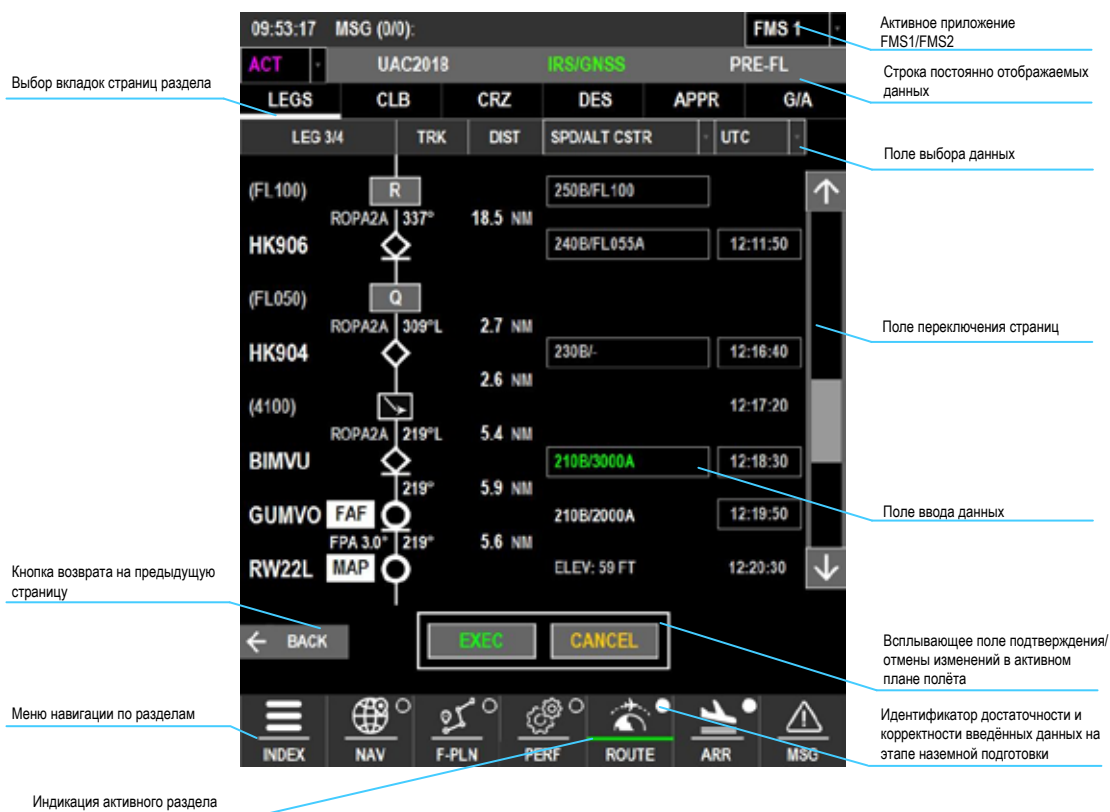 09:53:17 MSG (0/0): FMS 1
ACT UAC2018 IRS/GNSS PRE-FL
LEGS CLB CRZ DES APPR G/A
LEG 3/4 TRK DIST SPD/ALT CSTR UTC
(FL100) R 250B/FL100
ROPA2A 337° 18.5 NM
HK906 240B/FL055A 12:11:50
(FL050) Q
ROPA2A 309°L 2.7 NM
HK904 230B/- 12:16:40
2.6 NM
(4100) 12:17:20
ROPA2A 219°L 5.4 NM
BIMVU 210B/3000A 12:18:30
219° 5.9 NM
GUMVO FAF 210B/2000A 12:19:50
FPA 3.0° 219° 5.6 NM
RW22L MAP ELEV: 59 FT 12:20:30
BACK EXEC CANCEL
INDEX NAV F-PLN PERF ROUTE ARR MSG
Выбор вкладок страниц раздела
Кнопка возврата на предыдущую
страницу
Меню навигации по разделам
Индикация активного раздела
Активное приложение
FMS1/FMS2
Строка постоянно отображаемых
данных
Поле выбора данных
Поле переключения страниц
Поле ввода данных
Всплывающее поле подтверждения/
отмены изменений в активном
плане полёта
Идентификатор достаточности и
корректности введённых данных на
этапе наземной подготовки